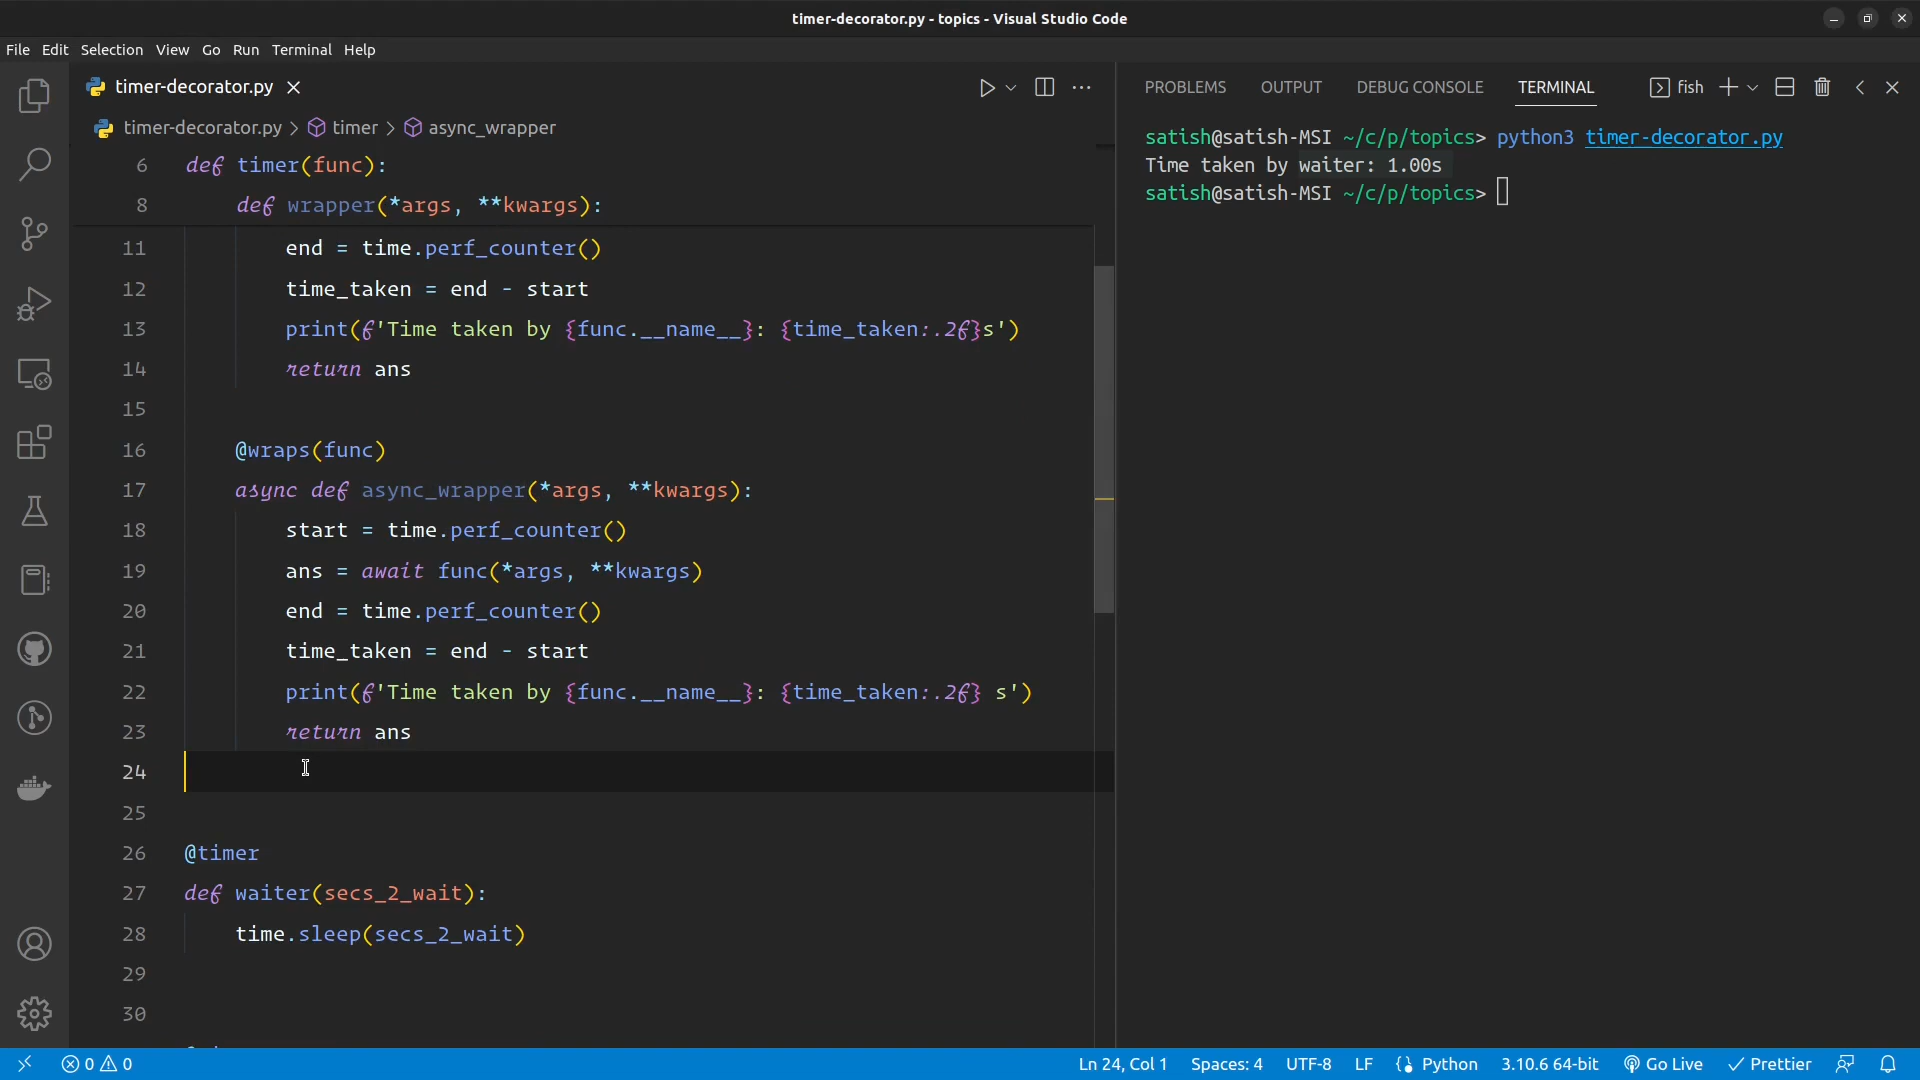 timer-decorator.py - topics - Visual Studio Code
File Edit Selection View Go Run Terminal Help
timer-decorator.py
timer-decorator.py > timer > async_wrapper
6 def timer(func):
8 def wrapper(*args, **kwargs):
11 end = time.perf_counter()
12 time_taken = end - start
13 print(f'Time taken by {func.__name__}: {time_taken:.2f}s')
14 return ans
15
16 @wraps(func)
17 async def async_wrapper(*args, **kwargs):
18 start = time.perf_counter()
19 ans = await func(*args, **kwargs)
20 end = time.perf_counter()
21 time_taken = end - start
22 print(f'Time taken by {func.__name__}: {time_taken:.2f} s')
23 return ans
24
25
26 @timer
27 def waiter(secs_2_wait):
28 time.sleep(secs_2_wait)
29
30
PROBLEMS OUTPUT DEBUG CONSOLE TERMINAL fish
satish@satish-MSI ~/c/p/topics> python3 timer-decorator.py
Time taken by waiter: 1.00s
satish@satish-MSI ~/c/p/topics>
0 0 Ln 24, Col 1 Spaces: 4 UTF-8 LF Python 3.10.6 64-bit Go Live Prettier